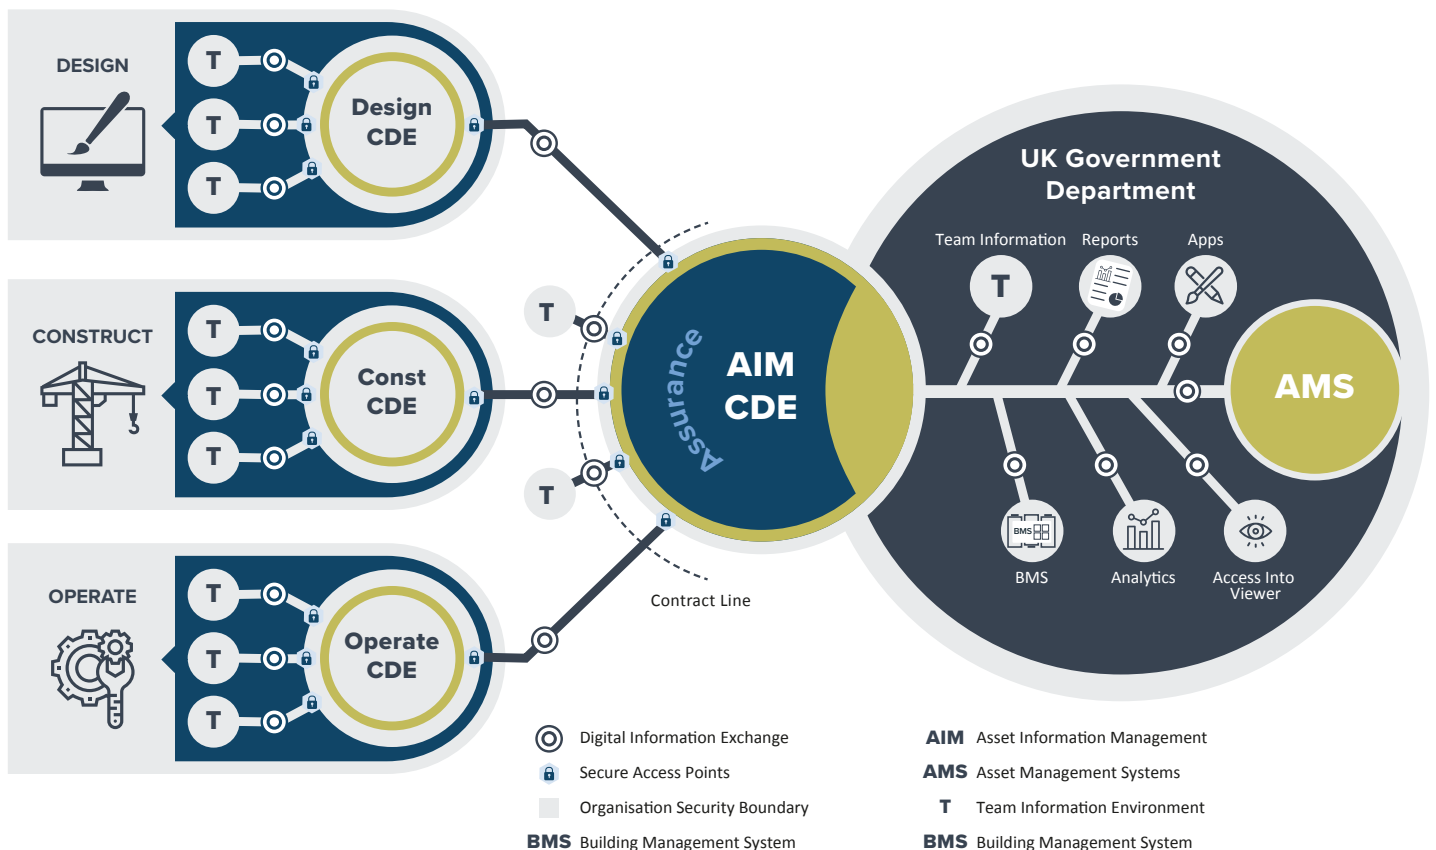 DESIGN
T
T
T
Design
CDE
CONSTRUCT
T
T
T
Const
CDE
OPERATE
T
T
T
Operate
CDE
T
T
Assurance
AIM
CDE
Contract Line
UK Government
Department
Team Information
Reports
Apps
T
AMS
BMS
BMS
Analytics
Access Into
Viewer
Digital Information Exchange
Secure Access Points
Organisation Security Boundary
BMS Building Management System
AIM Asset Information Management
AMS Asset Management Systems
T Team Information Environment
BMS Building Management System